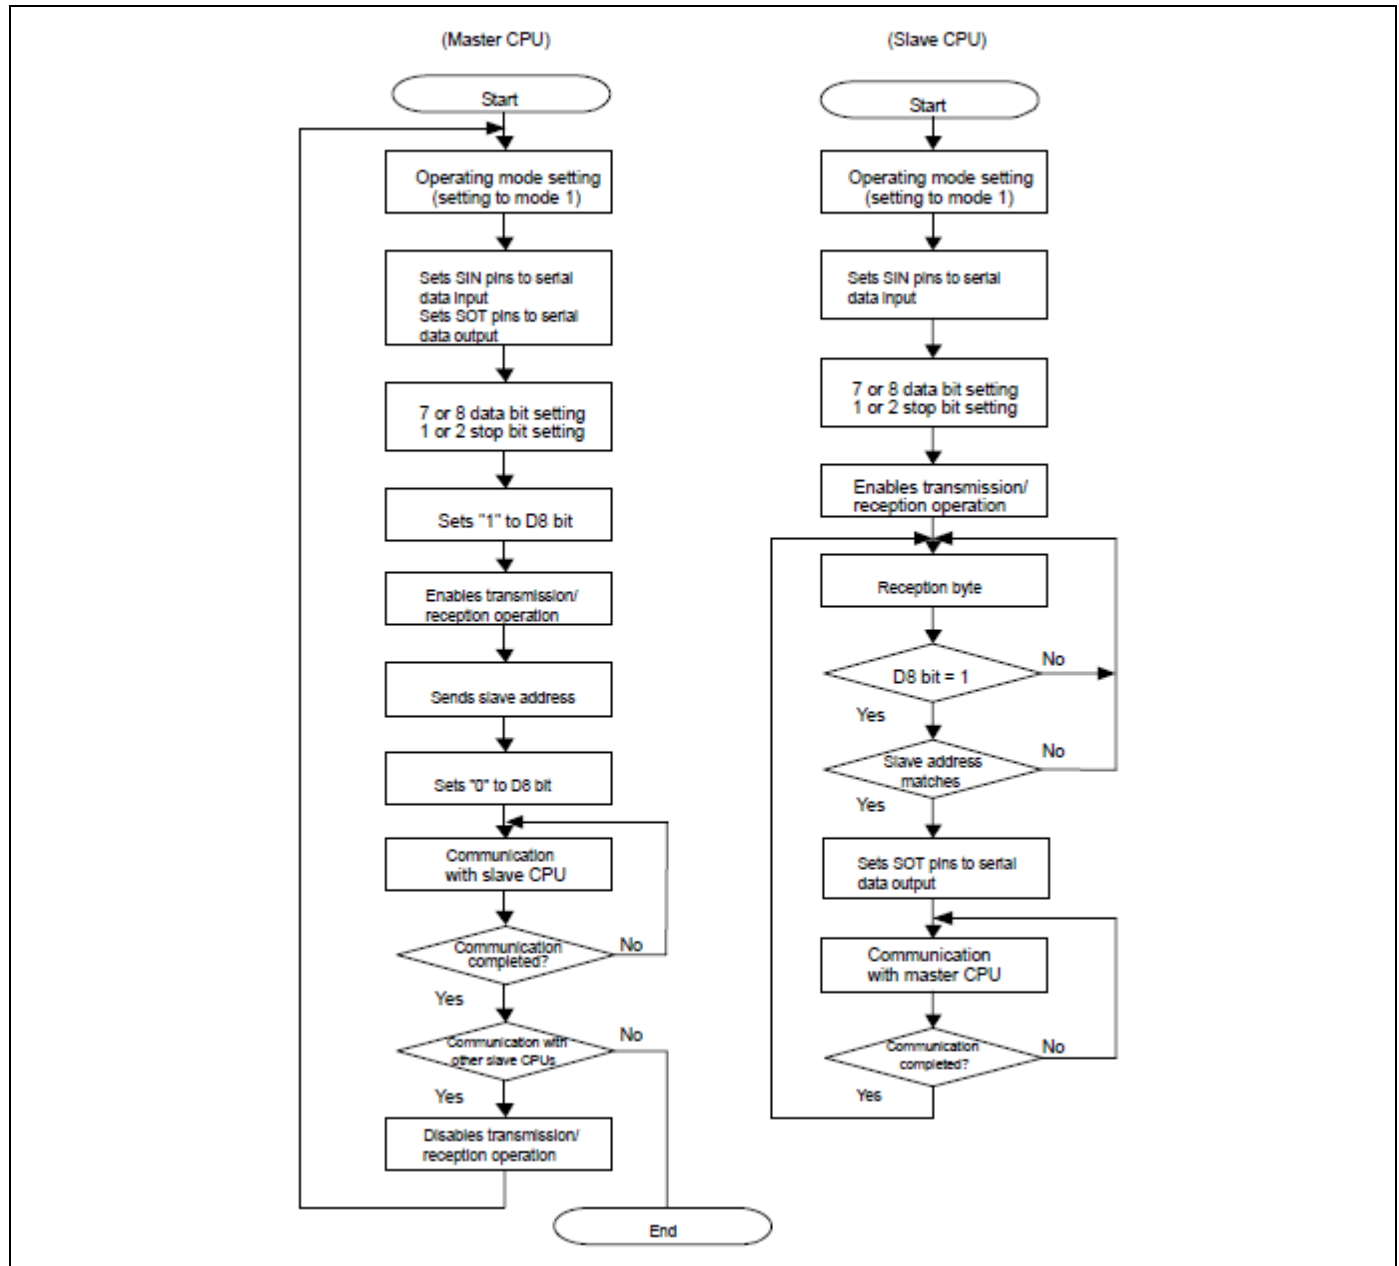 (Master CPU)
Start
Operating mode setting
(setting to mode 1)
Sets SIN pins to serial
data input
Sets SOT pins to serial
data output
7 or 8 data bit setting
1 or 2 stop bit setting
Sets "1" to D8 bit
Enables transmission/
reception operation
Sends slave address
Sets "0" to D8 bit
Communication
with slave CPU
Communication
completed?
No
Yes
Communication with
other slave CPUs
No
Yes
Disables transmission/
reception operation
End
(Slave CPU)
Start
Operating mode setting
(setting to mode 1)
Sets SIN pins to serial
data input
7 or 8 data bit setting
1 or 2 stop bit setting
Enables transmission/
reception operation
Reception byte
D8 bit = 1
No
Yes
Slave address
matches
No
Yes
Sets SOT pins to serial
data output
Communication
with master CPU
Communication
completed?
No
Yes